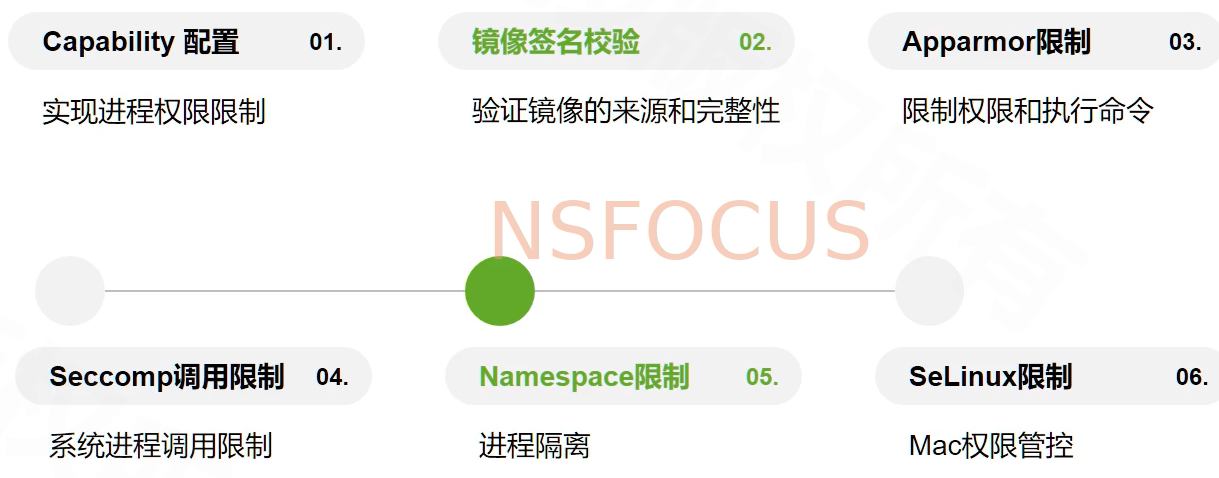 Capability 配置 01.
实现进程权限限制
镜像签名校验 02.
验证镜像的来源和完整性
Apparmor限制 03.
限制权限和执行命令
NSFOCUS
Seccomp调用限制 04.
系统进程调用限制
Namespace限制 05.
进程隔离
SeLinux限制 06.
Mac权限管控